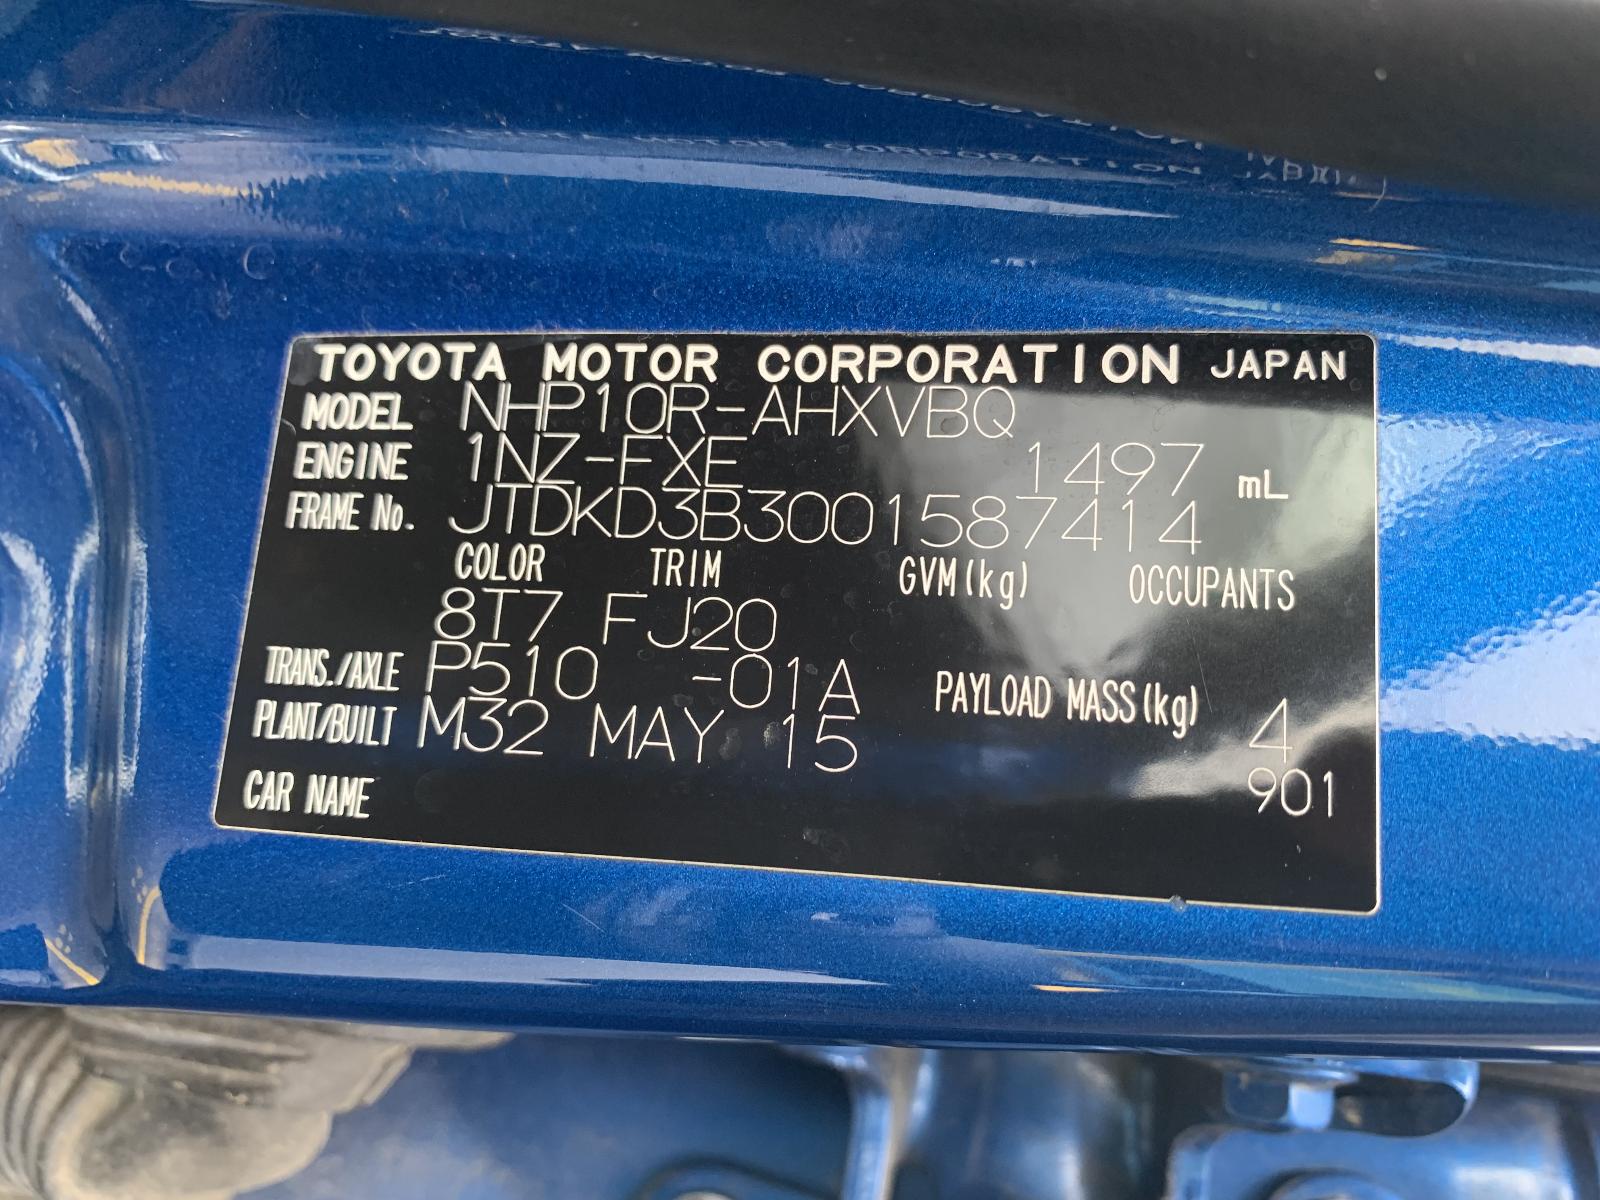 TOYOTA MOTOR CORPORATION JAPAN
MODEL NHP10R-AHXVBQ
ENGINE 1NZ-FXE 1497 mL
FRAME No. JTDKD3B3001587414
COLOR TRIM GVM(kg) OCCUPANTS
8T7 FJ20
TRANS./AXLE P510 -01A PAYLOAD MASS(kg) 4
PLANT/BUILT M32 MAY 15 901
CAR NAME